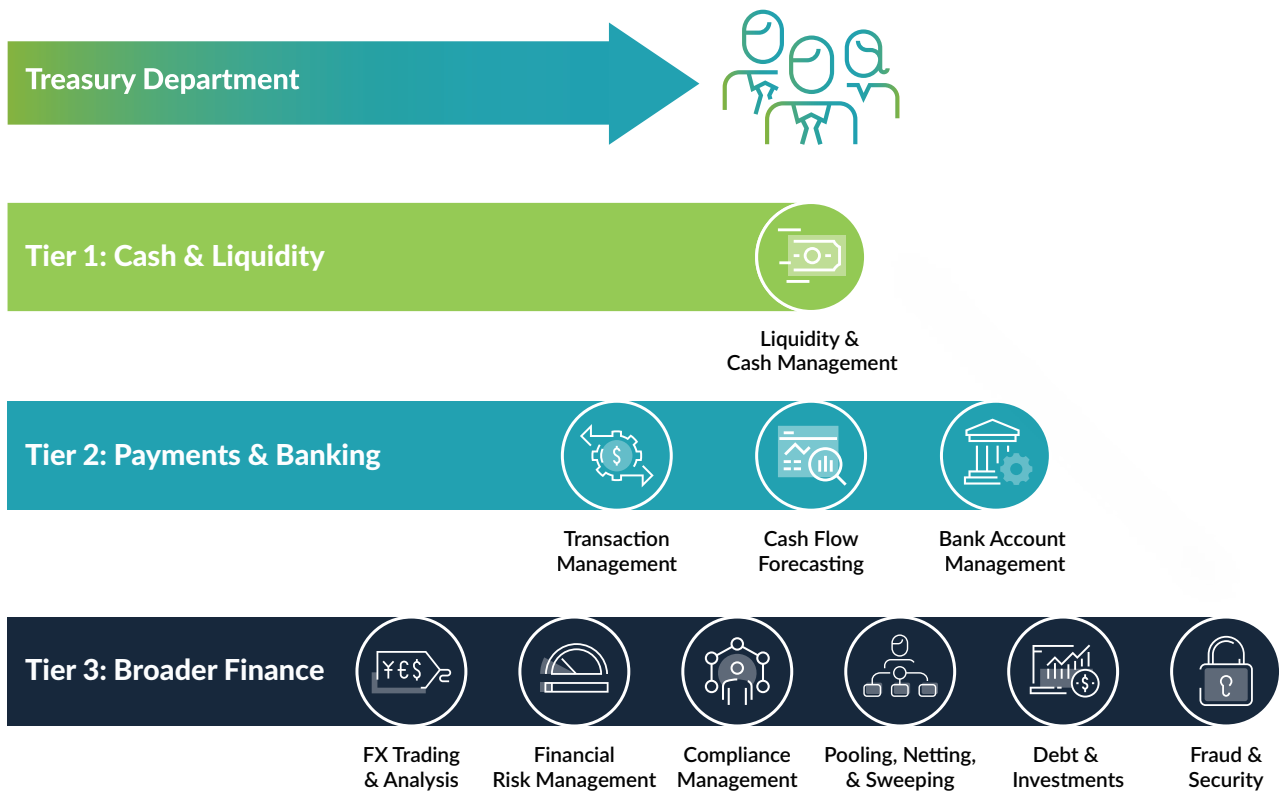 Treasury Department
Tier 1: Cash & Liquidity
Liquidity &
Cash Management
Tier 2: Payments & Banking
$
Transaction
Management
Cash Flow
Forecasting
Bank Account
Management
Tier 3: Broader Finance
¥€$
$
FX Trading
& Analysis
Financial
Risk Management
Compliance
Management
Pooling, Netting,
& Sweeping
Debt &
Investments
Fraud &
Security